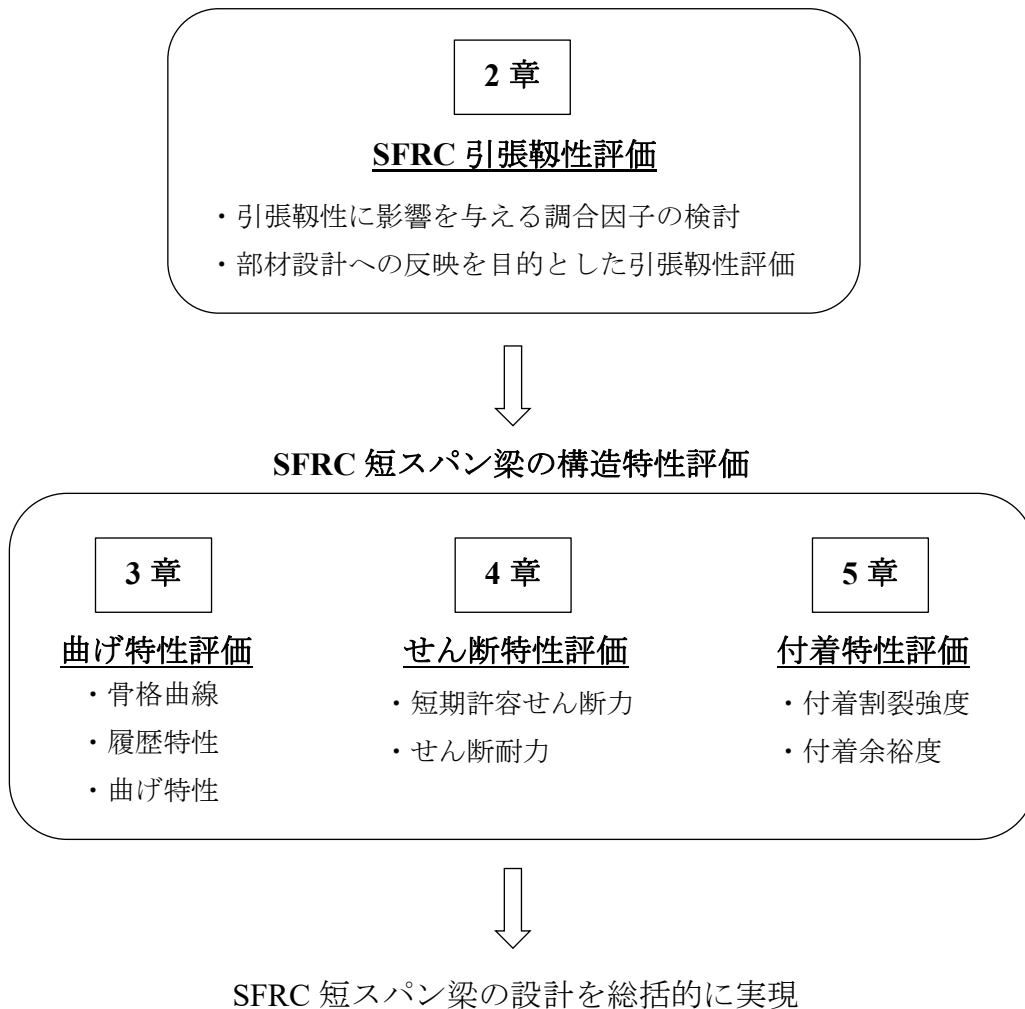 2 章
SFRC 引張靱性評価
・引張靱性に影響を与える調合因子の検討
・部材設計への反映を目的とした引張靱性評価
SFRC 短スパン梁の構造特性評価
3 章
曲げ特性評価
・骨格曲線
・履歴特性
・曲げ特性
4 章
せん断特性評価
・短期許容せん断力
・せん断耐力
5 章
付着特性評価
・付着割裂強度
・付着余裕度
SFRC 短スパン梁の設計を総括的に実現